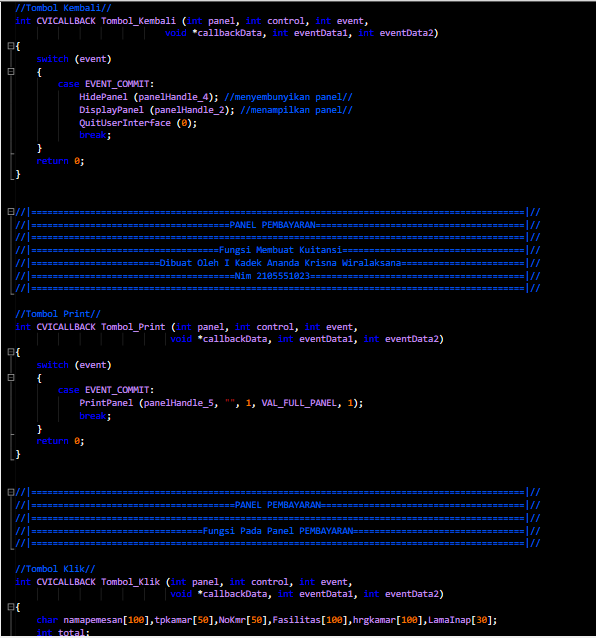 //Tombol Kembali//
int CVICALLBACK Tombol_Kembali (int panel, int control, int event,
void *callbackData, int eventData1, int eventData2)
{
switch (event)
{
case EVENT_COMMIT:
HidePanel (panelHandle_4); //menyembunyikan panel//
DisplayPanel (panelHandle_2); //menampilkan panel//
QuitUserInterface (0);
break;
}
return 0;
}
//|============================================================================================|//
//|=====================================PANEL PEMBAYARAN=======================================|//
//|============================================================================================|//
//|===================================Fungsi Membuat Kuitansi==================================|//
//|========================Dibuat Oleh I Kadek Ananda Krisna Wiralaksana=======================|//
//|======================================Nim 2105551023========================================|//
//|============================================================================================|//
//Tombol Print//
int CVICALLBACK Tombol_Print (int panel, int control, int event,
void *callbackData, int eventData1, int eventData2)
{
switch (event)
{
case EVENT_COMMIT:
PrintPanel (panelHandle_5, "", 1, VAL_FULL_PANEL, 1);
break;
}
return 0;
}
//|============================================================================================|//
//|======================================PANEL PEMBAYARAN======================================|//
//|============================================================================================|//
//|================================Fungsi Pada Panel PEMBAYARAN================================|//
//|============================================================================================|//
//Tombol Klik//
int CVICALLBACK Tombol_Klik (int panel, int control, int event,
void *callbackData, int eventData1, int eventData2)
{
char namapemesan[100],tpkamar[50],NoKmr[50],Fasilitas[100],hrgkamar[100],LamaInap[30];
int total;